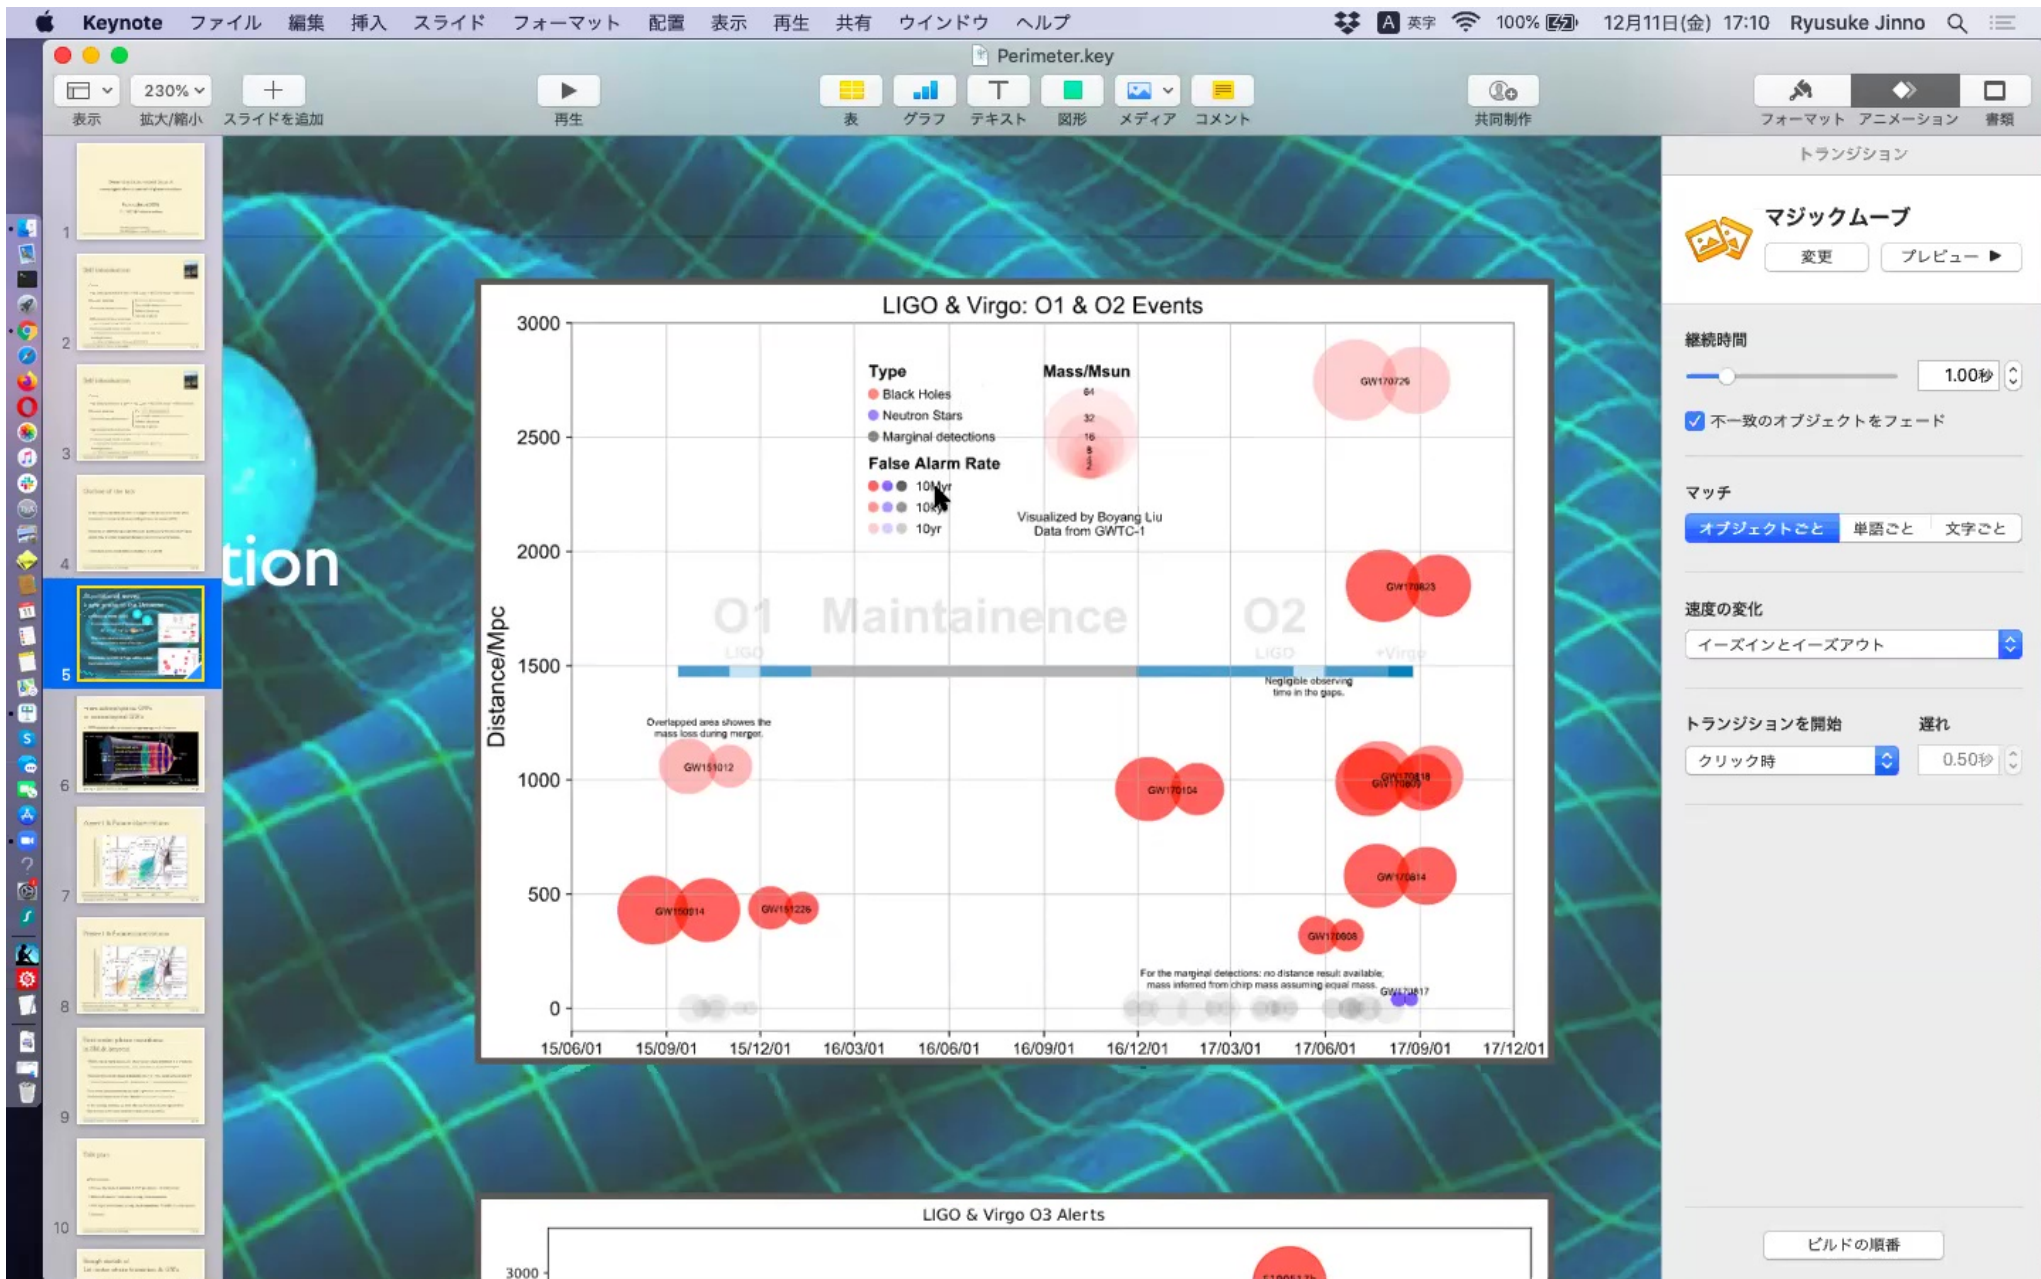 Keynote ファイル 編集 挿入 スライド フォーマット 配置 表示 再生 共有 ウインドウ ヘルプ A 英字 100% 12月11日(金) 17:10 Ryusuke Jinno
Perimeter.key
230%
表示 拡大/縮小 スライドを追加 再生 表 グラフ テキスト 図形 メディア コメント 共同制作 フォーマット アニメーション 書類
1
2
3
4
5
6
7
8
9
10
tion
LIGO & Virgo: O1 & O2 Events
Distance/Mpc
3000
2500
2000
1500
1000
500
0
15/06/01 15/09/01 15/12/01 16/03/01 16/06/01 16/09/01 16/12/01 17/03/01 17/06/01 17/09/01 17/12/01
Type
Black Holes
Neutron Stars
Marginal detections
False Alarm Rate
10Myr
10kyr
10yr
Mass/Msun
64
32
16
8
Visualized by Boyang Liu
Data from GWTC-1
GW170729
GW170823
O1 Maintainence O2
LIGO LIGO +Virgo
Negligible observing
time in the gaps.
Overlapped area showes the
mass loss during merger.
GW151012
GW170104
GW170818
GW170809
GW170814
GW150914
GW151226
GW170608
For the marginal detections: no distance result available;
mass inferred from chirp mass assuming equal mass.
GW170817
LIGO & Virgo O3 Alerts
3000
トランジション
マジックムーブ
変更 プレビュー
継続時間
1.00秒
不一致のオブジェクトをフェード
マッチ
オブジェクトごと 単語ごと 文字ごと
速度の変化
イーズインとイーズアウト
トランジションを開始 遅れ
クリック時 0.50秒
ビルドの順番